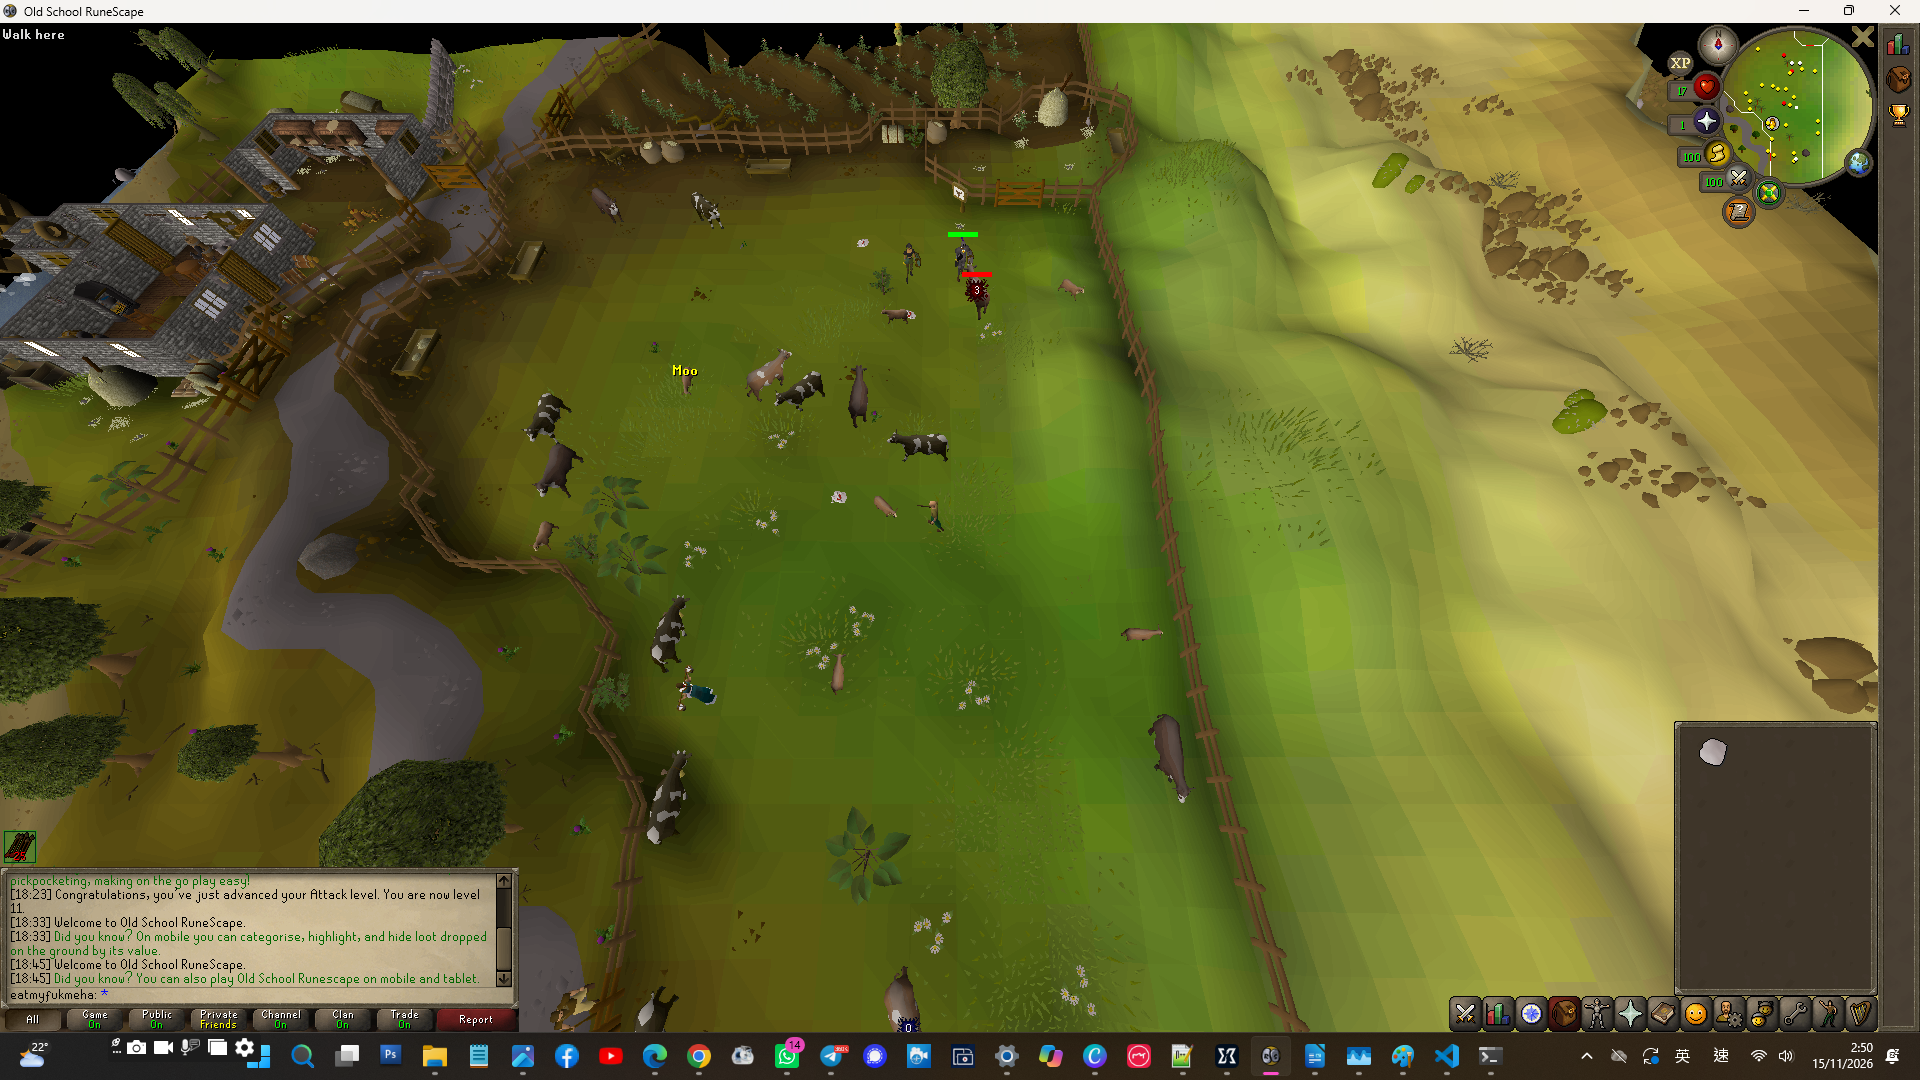 Old School RuneScape
Walk here
N
XP
17
1
100
100
3
Moo
pickpocketing, making on the go play easy!
[18:23] Congratulations, you've just advanced your Attack level. You are now level
11.
[18:33] Welcome to Old School RuneScape.
[18:33] Did you know? On mobile you can categorise, highlight, and hide loot dropped
on the ground by its value.
[18:45] Welcome to Old School RuneScape.
[18:45] Did you know? You can also play Old School Runescape on mobile and tablet.
eatmyfukmeha: *
0
All
Game
On
Public
On
Private
Friends
Channel
On
Clan
On
Trade
On
Report
22°
Ps
14
英
速
2:50
15/11/2026